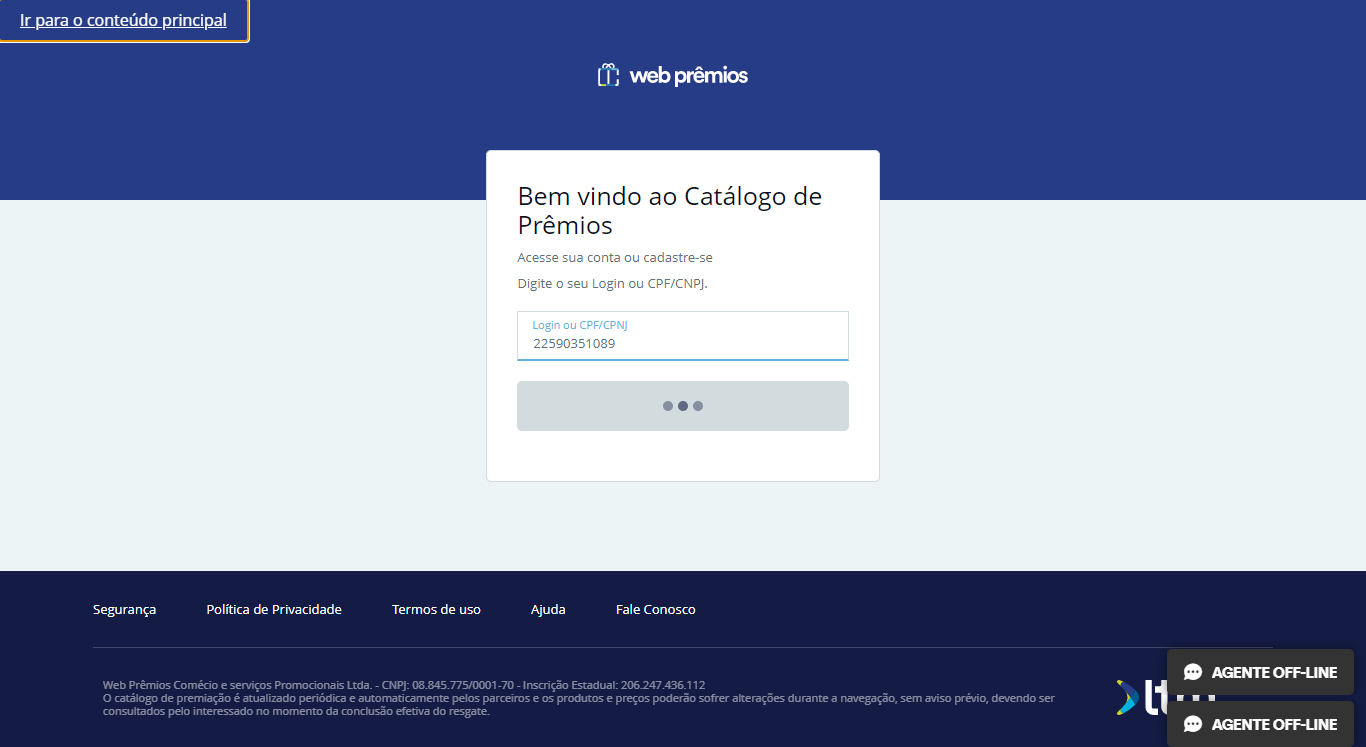 Ir para o conteúdo principal
web prêmios
Bem vindo ao Catálogo de
Prêmios
Acesse sua conta ou cadastre-se
Digite o seu Login ou CPF/CNPJ.
Login ou CPF/CPNJ
22590351089
Segurança
Política de Privacidade
Termos de uso
Ajuda
Fale Conosco
Web Prêmios Comécio e serviços Promocionais Ltda. - CNPJ: 08.845.775/0001-70 - Inscrição Estadual: 206.247.436.112
O catálogo de premiação é atualizado periódica e automaticamente pelos parceiros e os produtos e preços poderão sofrer alterações durante a navegação, sem aviso prévio, devendo ser
consultados pelo interessado no momento da conclusão efetiva do resgate.
AGENTE OFF-LINE
AGENTE OFF-LINE